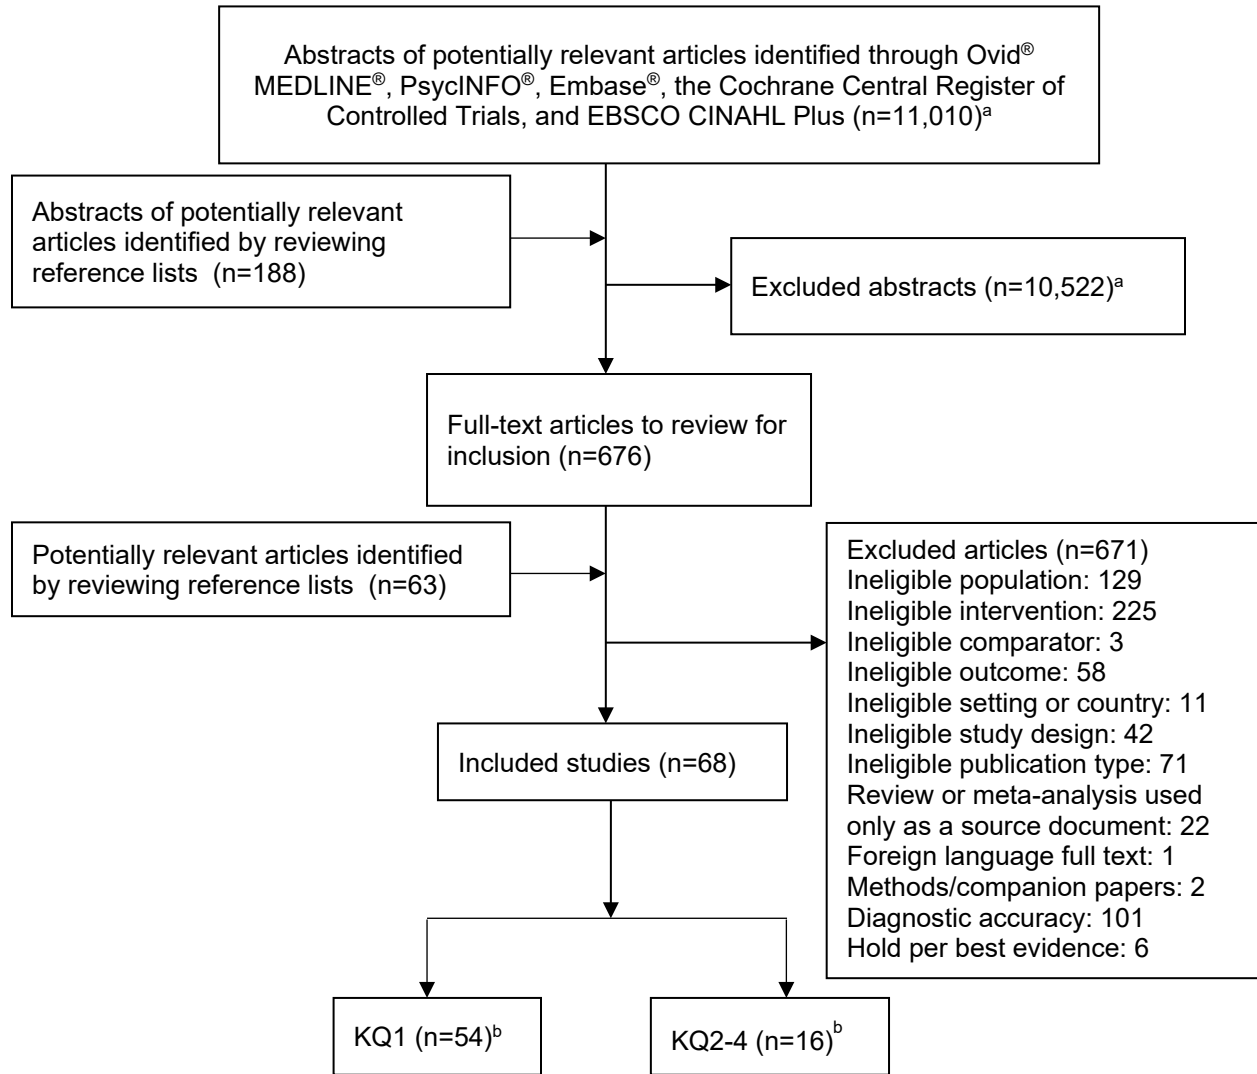 Abstracts of potentially relevant articles identified through Ovid®
MEDLINE®, PsycINFO®, Embase®, the Cochrane Central Register of
Controlled Trials, and EBSCO CINAHL Plus (n=11,010)ᵃ
Abstracts of potentially relevant
articles identified by reviewing
reference lists (n=188)
Excluded abstracts (n=10,522)ᵃ
Full-text articles to review for
inclusion (n=676)
Potentially relevant articles identified
by reviewing reference lists (n=63)
Excluded articles (n=671)
Ineligible population: 129
Ineligible intervention: 225
Ineligible comparator: 3
Ineligible outcome: 58
Ineligible setting or country: 11
Ineligible study design: 42
Ineligible publication type: 71
Review or meta-analysis used
only as a source document: 22
Foreign language full text: 1
Methods/companion papers: 2
Diagnostic accuracy: 101
Hold per best evidence: 6
Included studies (n=68)
KQ1 (n=54)ᵇ
KQ2-4 (n=16)ᵇ